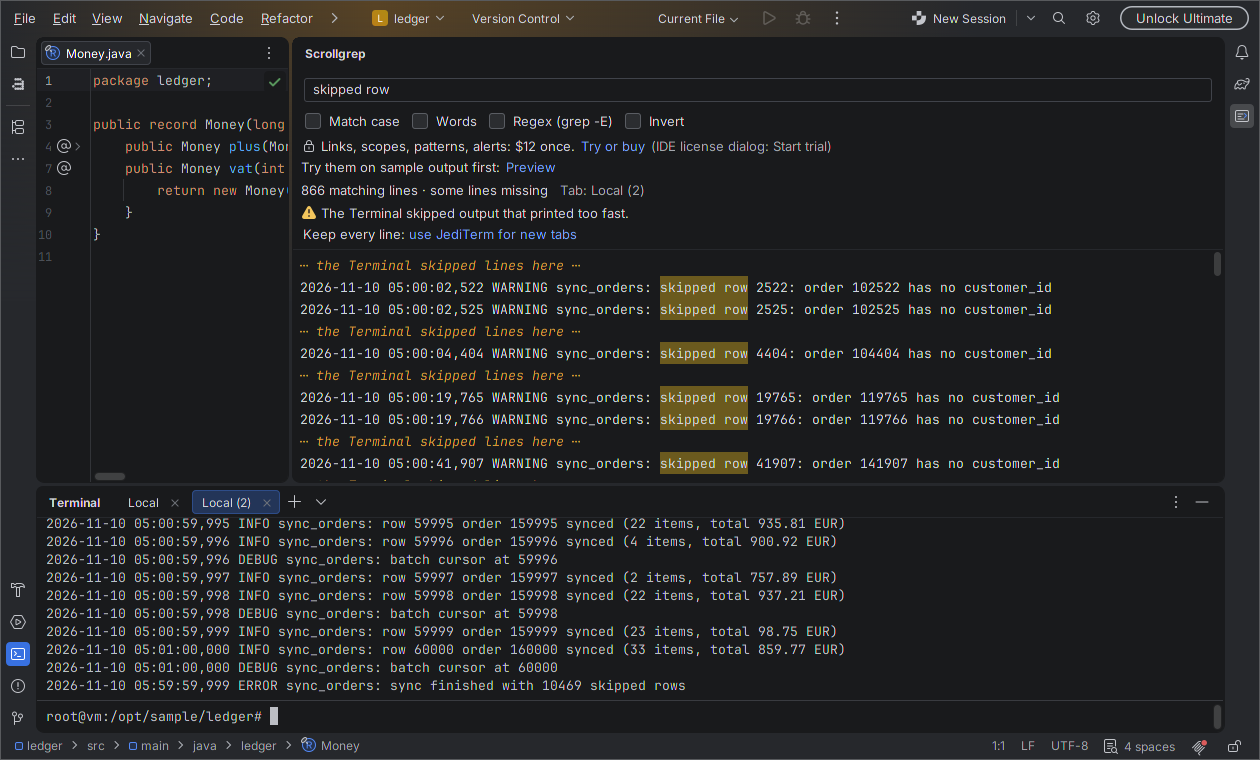 File Edit View Navigate Code Refactor L ledger Version Control Current File New Session Unlock Ultimate
Money.java
1 package ledger;
2
3 public record Money(long
4 @ public Money plus(Mon
7 @ public Money vat(int
8 return new Money(
9 }
10 }
11
Scrollgrep
skipped row
Match case Words Regex (grep -E) Invert
Links, scopes, patterns, alerts: $12 once. Try or buy (IDE license dialog: Start trial)
Try them on sample output first: Preview
866 matching lines · some lines missing Tab: Local (2)
The Terminal skipped output that printed too fast.
Keep every line: use JediTerm for new tabs
··· the Terminal skipped lines here ···
2026-11-10 05:00:02,522 WARNING sync_orders: skipped row 2522: order 102522 has no customer_id
2026-11-10 05:00:02,525 WARNING sync_orders: skipped row 2525: order 102525 has no customer_id
··· the Terminal skipped lines here ···
2026-11-10 05:00:04,404 WARNING sync_orders: skipped row 4404: order 104404 has no customer_id
··· the Terminal skipped lines here ···
2026-11-10 05:00:19,765 WARNING sync_orders: skipped row 19765: order 119765 has no customer_id
2026-11-10 05:00:19,766 WARNING sync_orders: skipped row 19766: order 119766 has no customer_id
··· the Terminal skipped lines here ···
2026-11-10 05:00:41,907 WARNING sync_orders: skipped row 41907: order 141907 has no customer_id
Terminal Local Local (2)
2026-11-10 05:00:59,995 INFO sync_orders: row 59995 order 159995 synced (22 items, total 935.81 EUR)
2026-11-10 05:00:59,996 INFO sync_orders: row 59996 order 159996 synced (4 items, total 900.92 EUR)
2026-11-10 05:00:59,996 DEBUG sync_orders: batch cursor at 59996
2026-11-10 05:00:59,997 INFO sync_orders: row 59997 order 159997 synced (2 items, total 757.89 EUR)
2026-11-10 05:00:59,998 INFO sync_orders: row 59998 order 159998 synced (22 items, total 937.21 EUR)
2026-11-10 05:00:59,998 DEBUG sync_orders: batch cursor at 59998
2026-11-10 05:00:59,999 INFO sync_orders: row 59999 order 159999 synced (23 items, total 98.75 EUR)
2026-11-10 05:01:00,000 INFO sync_orders: row 60000 order 160000 synced (33 items, total 859.77 EUR)
2026-11-10 05:01:00,000 DEBUG sync_orders: batch cursor at 60000
2026-11-10 05:59:59,999 ERROR sync_orders: sync finished with 10469 skipped rows
root@vm:/opt/sample/ledger#
ledger > src > main > java > ledger > Money 1:1 LF UTF-8 4 spaces